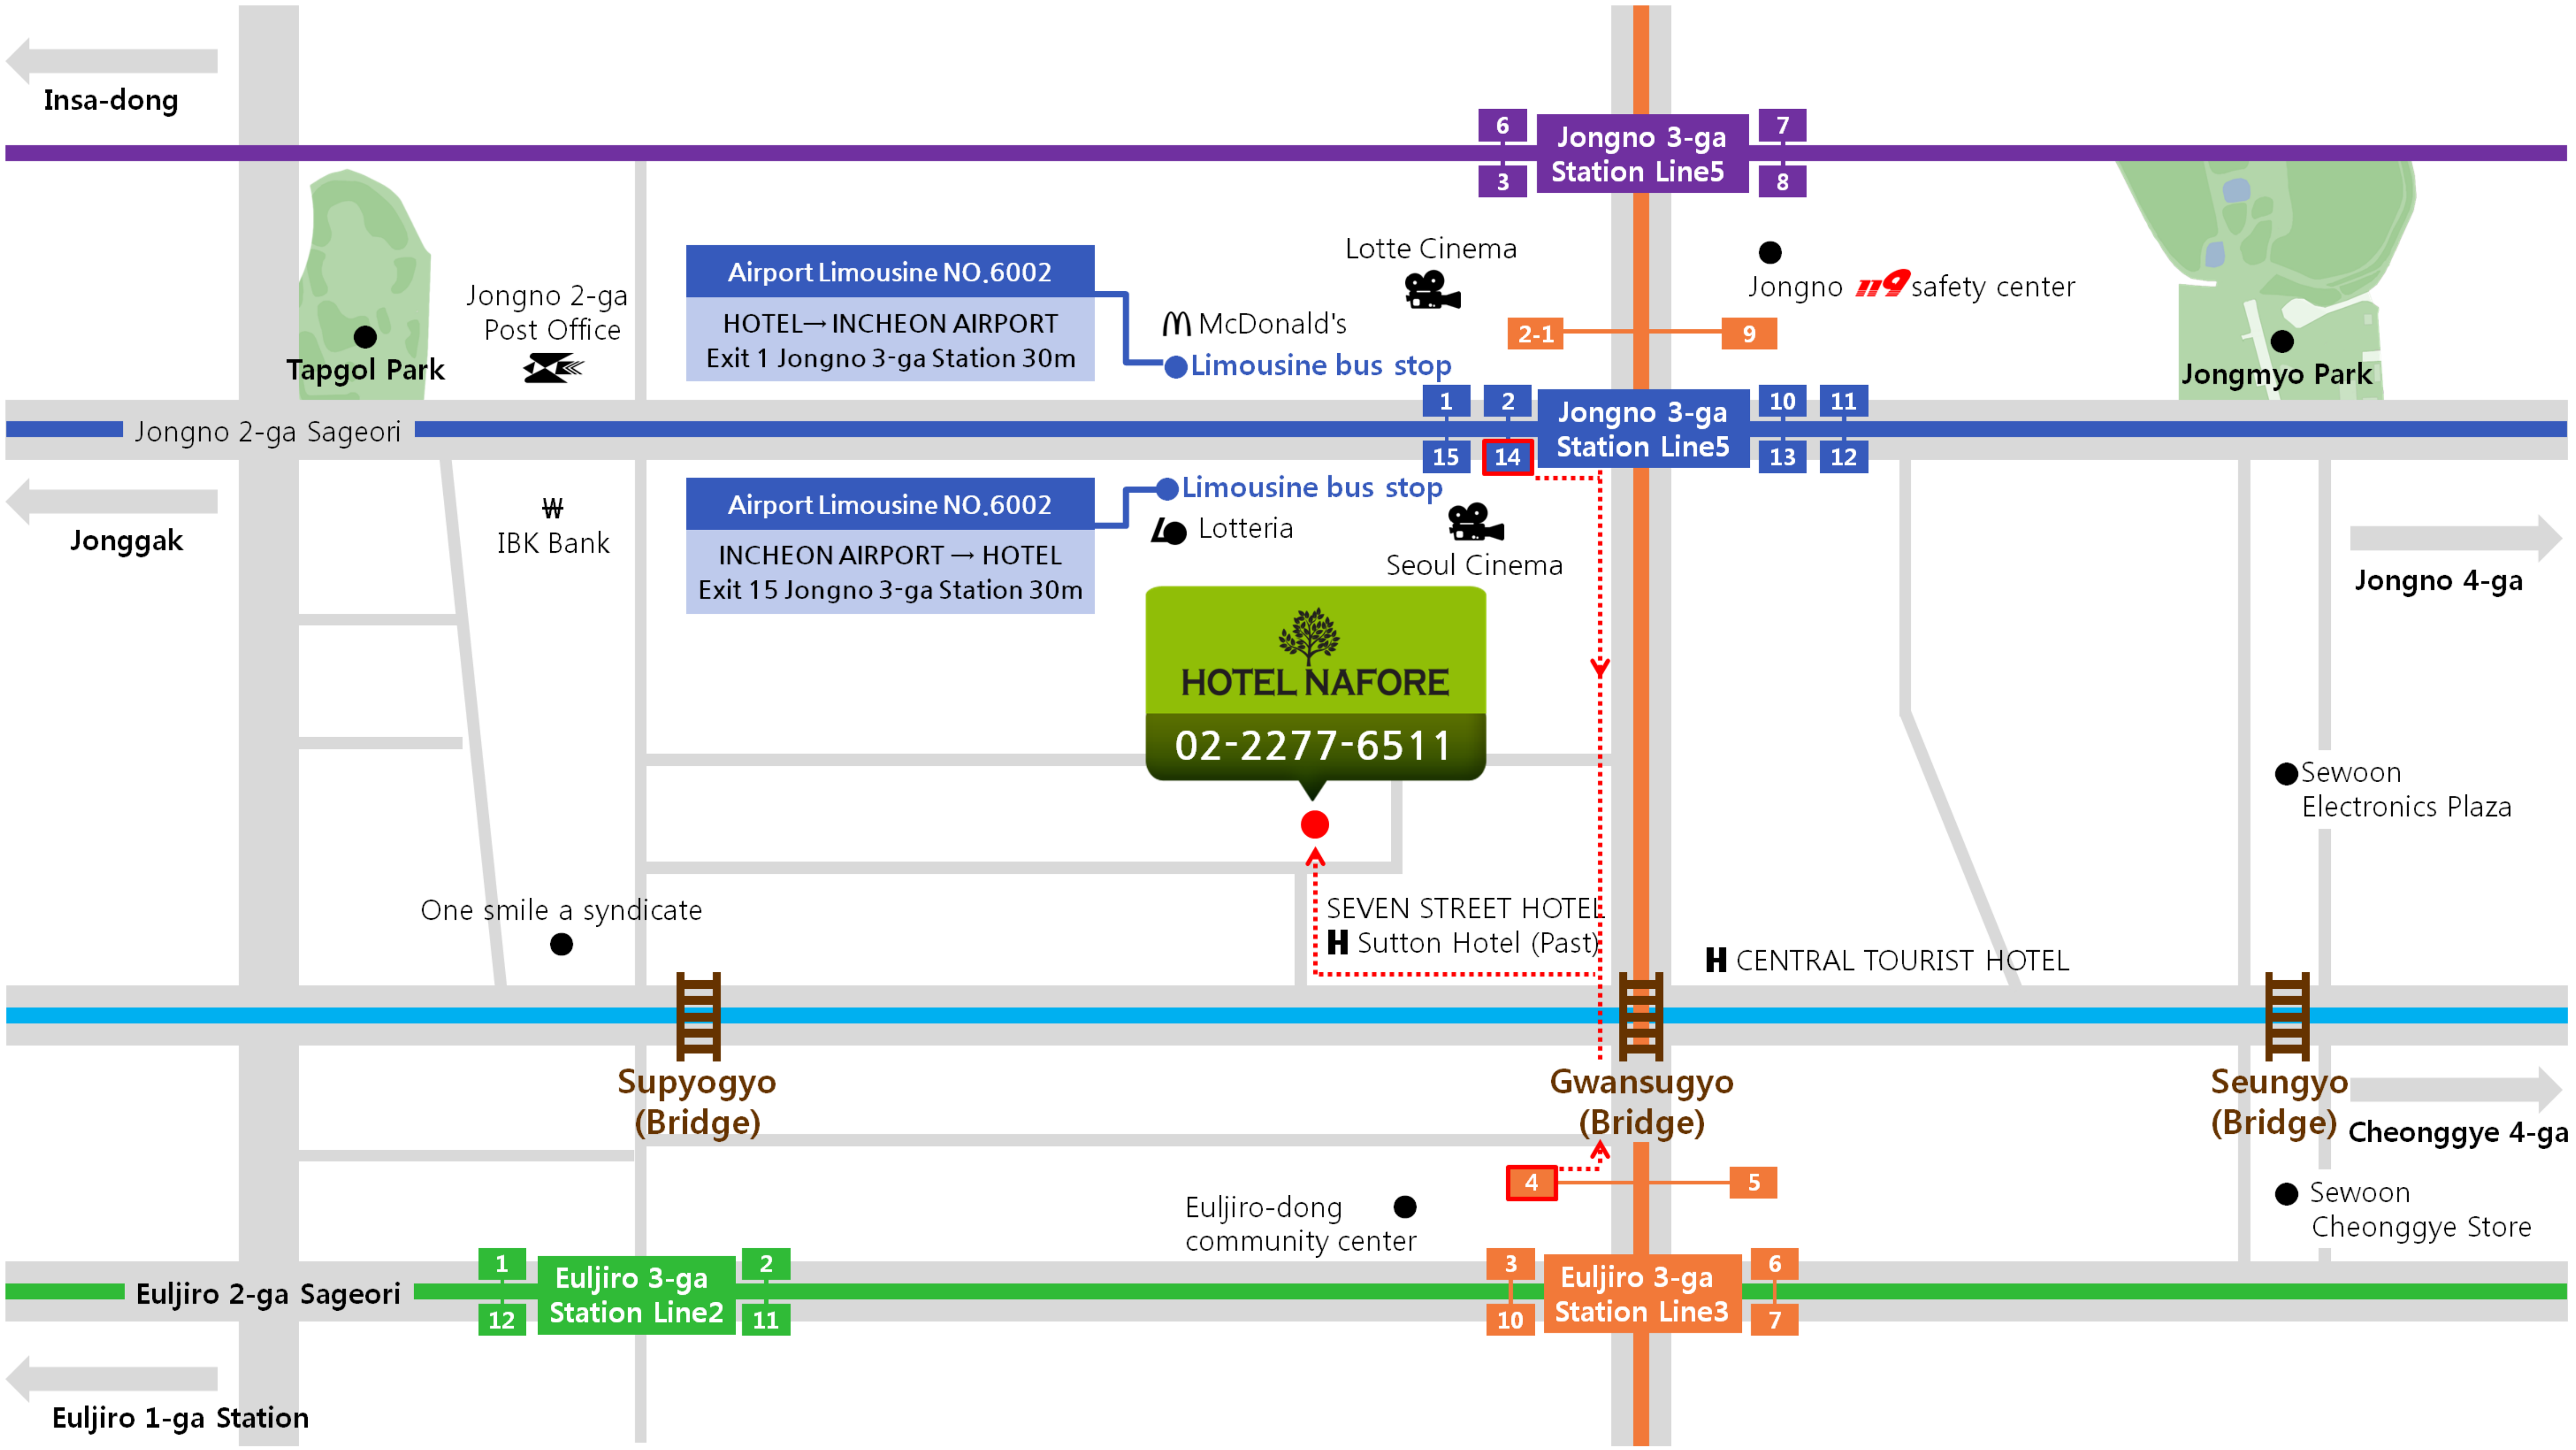 Insa-dong
6
Jongno 3-ga
Station Line5
7
3
8
Lotte Cinema
Jongno 119 safety center
Airport Limousine NO.6002
HOTEL→ INCHEON AIRPORT
Exit 1 Jongno 3-ga Station 30m
Jongno 2-ga
Post Office
McDonald's
Limousine bus stop
2-1
9
Tapgol Park
Jongmyo Park
1
2
Jongno 3-ga
Station Line5
10
11
15
14
13
12
Jongno 2-ga Sageori
Jonggak
₩
IBK Bank
Airport Limousine NO.6002
INCHEON AIRPORT → HOTEL
Exit 15 Jongno 3-ga Station 30m
Limousine bus stop
Lotteria
Seoul Cinema
Jongno 4-ga
HOTEL NAFORE
02-2277-6511
Sewoon
Electronics Plaza
One smile a syndicate
SEVEN STREET HOTEL
H Sutton Hotel (Past)
H CENTRAL TOURIST HOTEL
Supyogyo
(Bridge)
Gwansugyo
(Bridge)
Seungyo
(Bridge)
Cheonggye 4-ga
4
5
Euljiro-dong
community center
Sewoon
Cheonggye Store
Euljiro 2-ga Sageori
1
Euljiro 3-ga
Station Line2
2
12
11
3
Euljiro 3-ga
Station Line3
6
10
7
Euljiro 1-ga Station